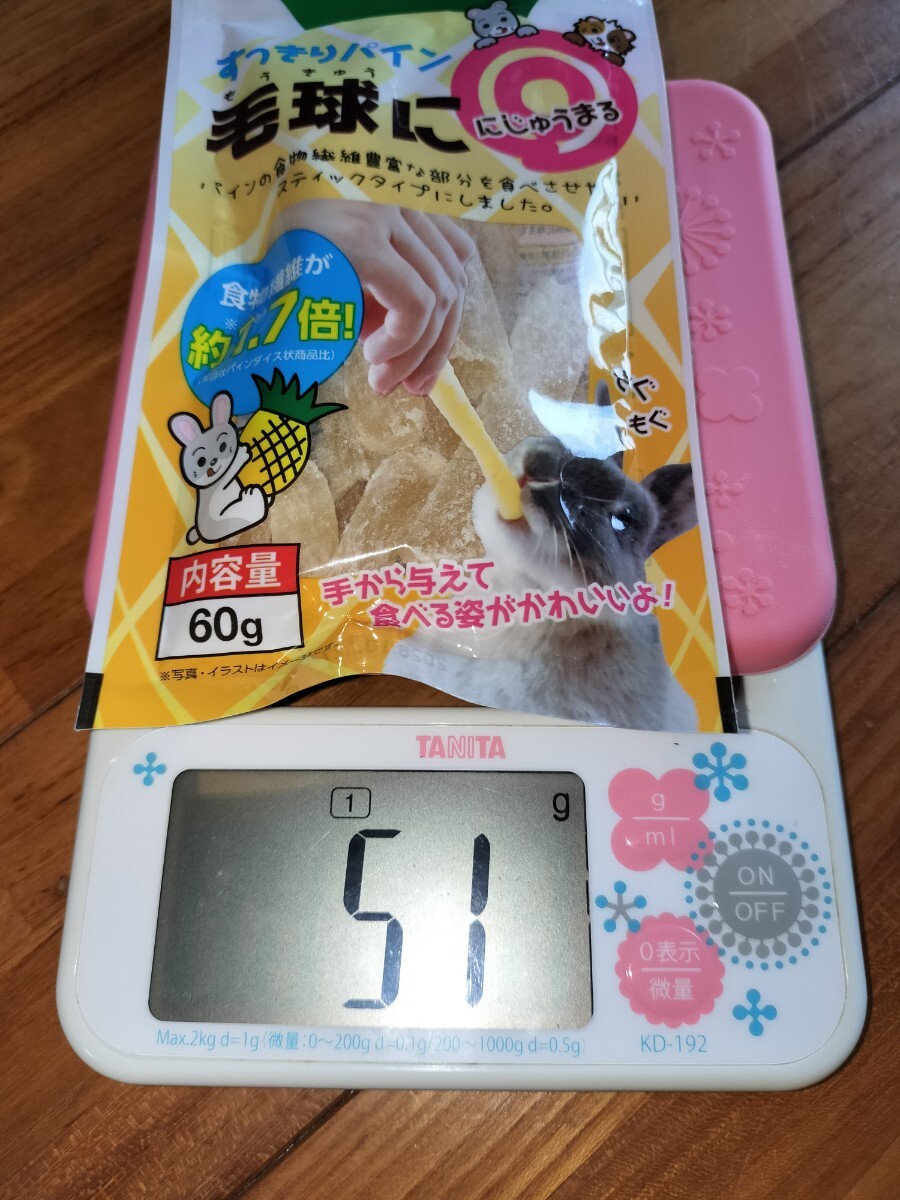 すっきりパイン
もうきゅう
毛球に
にじゅうまる
パインの食物繊維豊富な部分を食べさせや
スティックタイプにしました。
食物繊維が
約1.7倍!
もぐ
もぐ
内容量
60g
手から与えて
食べる姿がかわいいよ!
※写真・イラストはイメージです
TANITA
1
g
51
g
ml
ON
OFF
0表示
微量
Max.2kg d=1g(微量:0～200g d=0.1g/200～1000g d=0.5g)
KD-192